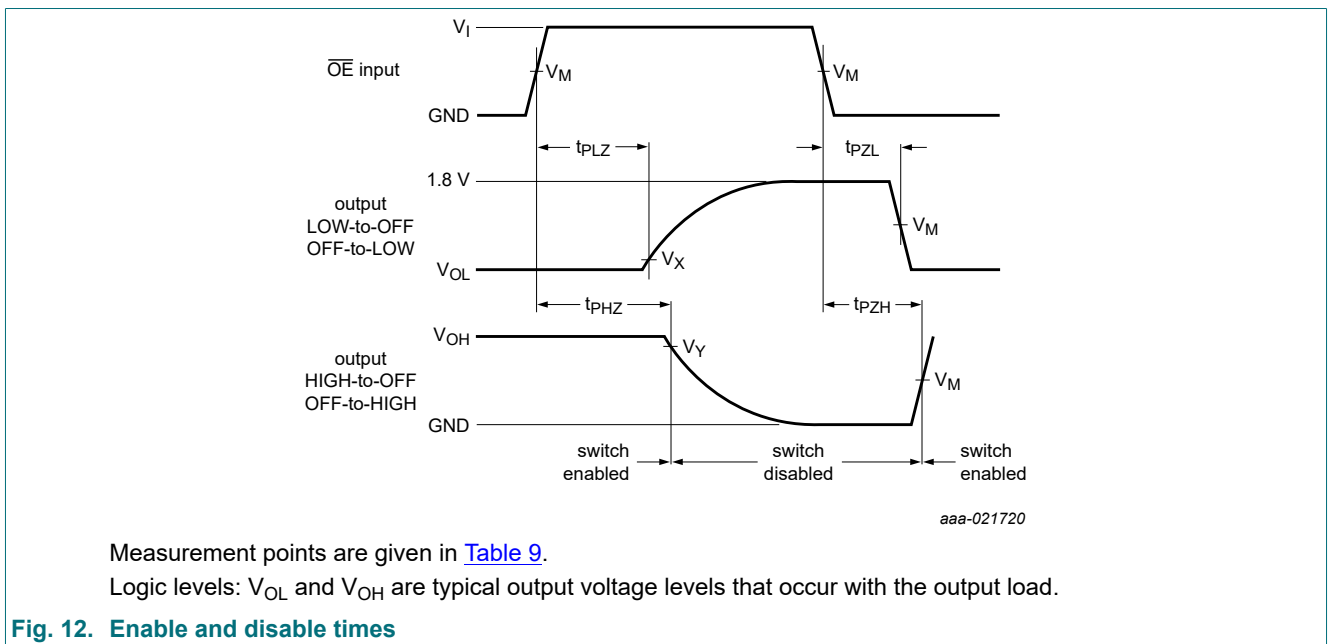 V_I
OE input
V_M
V_M
GND
t_PLZ
t_PZL
1.8 V
output
LOW-to-OFF
OFF-to-LOW
V_M
V_X
V_OL
t_PHZ
t_PZH
V_OH
V_Y
output
HIGH-to-OFF
OFF-to-HIGH
V_M
GND
switch
enabled
switch
disabled
switch
enabled
aaa-021720
Measurement points are given in Table 9.
Logic levels: V_OL and V_OH are typical output voltage levels that occur with the output load.
Fig. 12. Enable and disable times